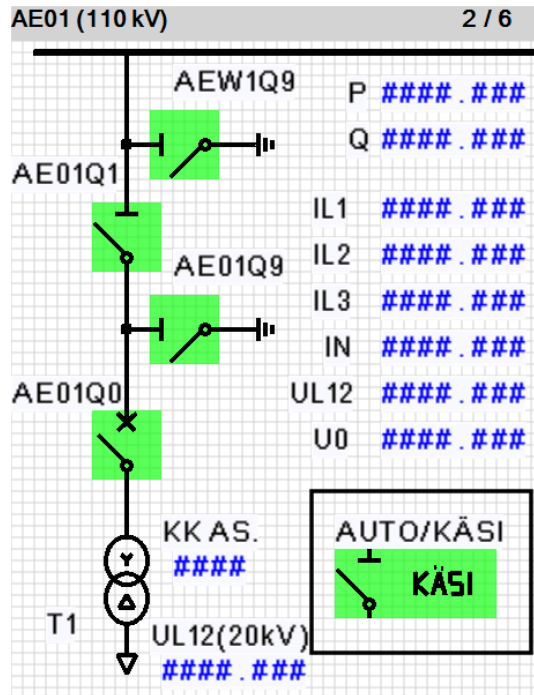 AE01 (110 kV) 2 / 6
AEW1Q9
P ####.###
Q ####.###
AE01Q1
IL1 ####.###
AE01Q9
IL2 ####.###
IL3 ####.###
IN ####.###
AE01Q0
UL12 ####.###
U0 ####.###
KK AS.
####
AUTO/KÄSI
KÄSI
Y
Δ
T1
UL12(20kV)
####.###